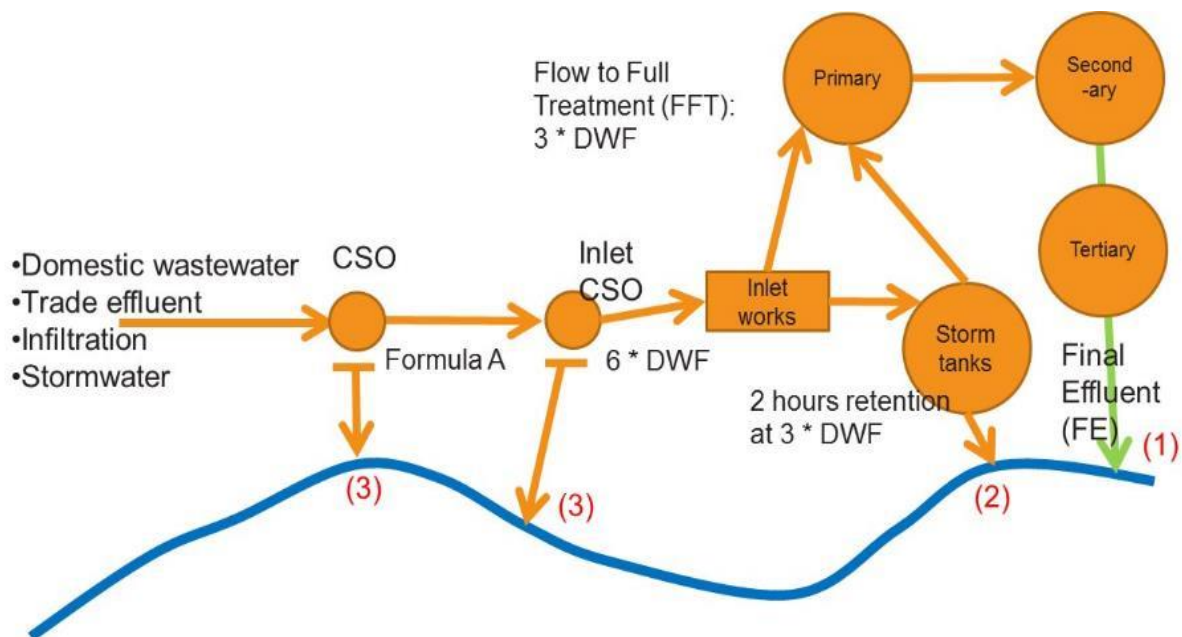 •Domestic wastewater
•Trade effluent
•Infiltration
•Stormwater
CSO
Formula A
Inlet
CSO
6 * DWF
Flow to Full
Treatment (FFT):
3 * DWF
Inlet
works
Primary
Second
-ary
Tertiary
Storm
tanks
2 hours retention
at 3 * DWF
Final
Effluent
(FE)
(1)
(2)
(3)
(3)